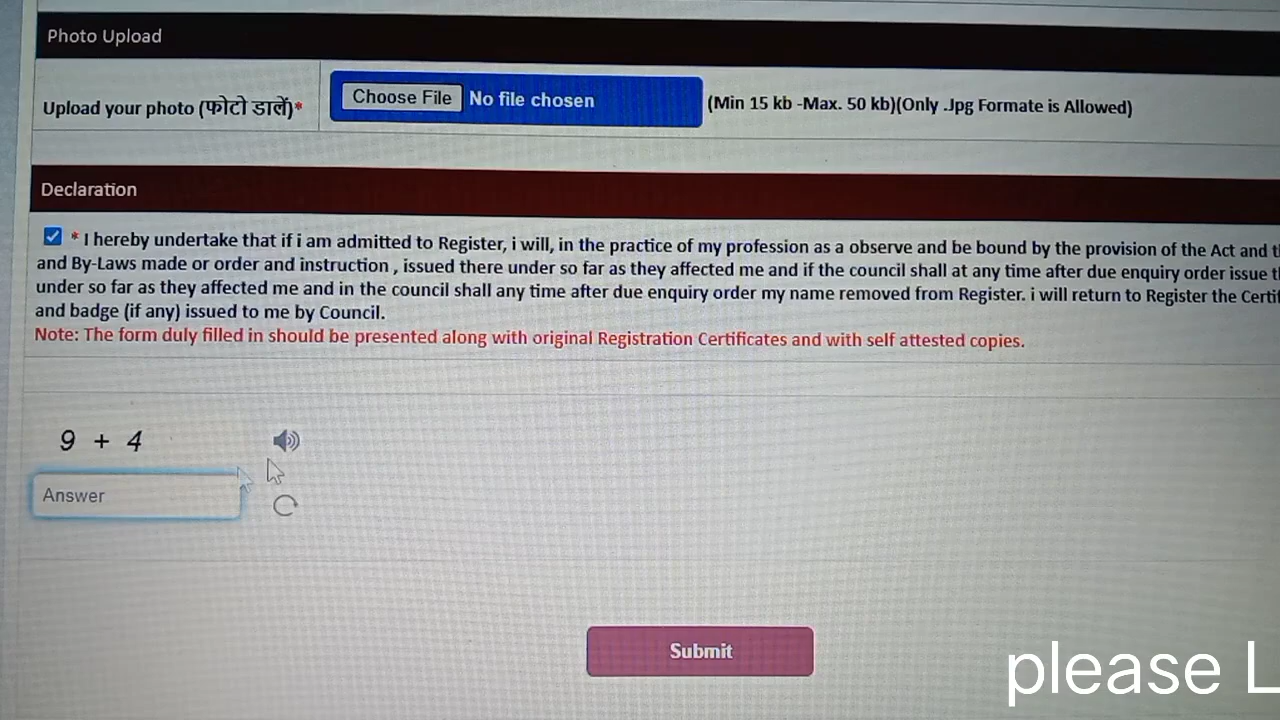 Photo Upload
Upload your photo (फोटो डालें)* Choose File No file chosen (Min 15 kb -Max. 50 kb)(Only .Jpg Formate is Allowed)
Declaration
* I hereby undertake that if i am admitted to Register, i will, in the practice of my profession as a observe and be bound by the provision of the Act and
and By-Laws made or order and instruction , issued there under so far as they affected me and if the council shall at any time after due enquiry order issue
under so far as they affected me and in the council shall any time after due enquiry order my name removed from Register. i will return to Register the
and badge (if any) issued to me by Council.
Note: The form duly filled in should be presented along with original Registration Certificates and with self attested copies.
9 + 4
Answer
Submit
please L